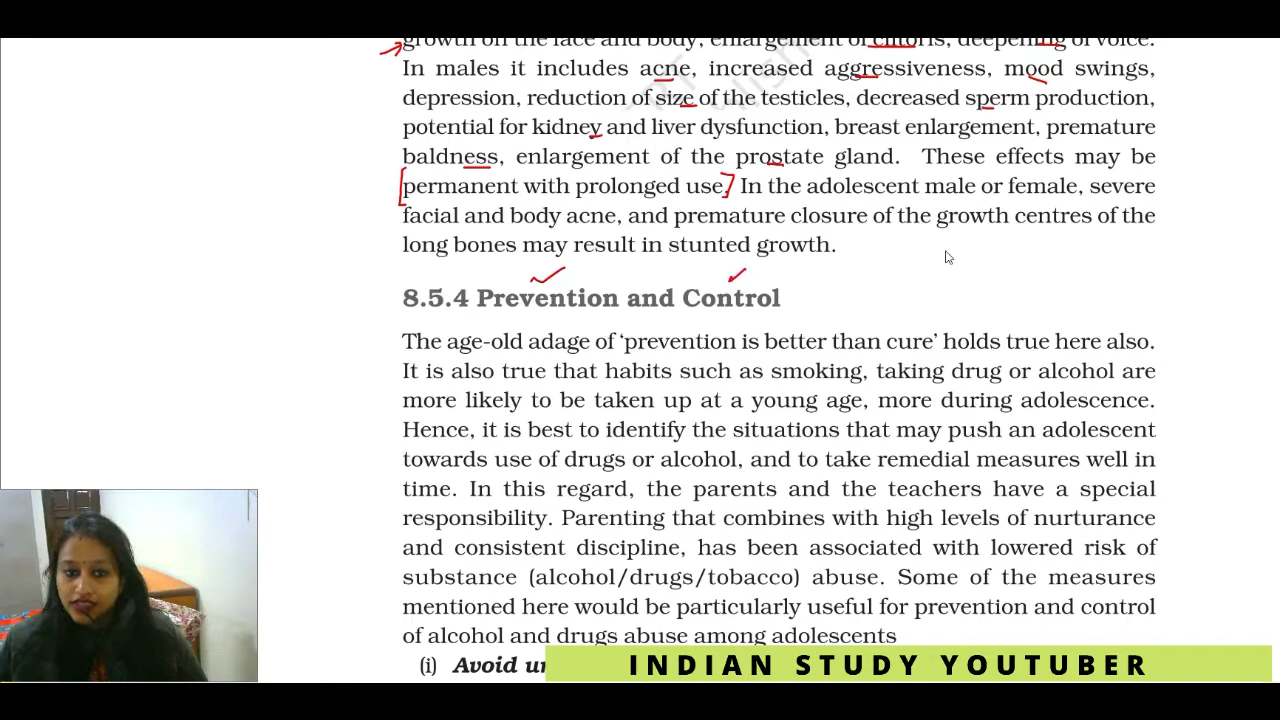 growth on the face and body, enlargement of clitoris, deepening of voice.
In males it includes acne, increased aggressiveness, mood swings,
depression, reduction of size of the testicles, decreased sperm production,
potential for kidney and liver dysfunction, breast enlargement, premature
baldness, enlargement of the prostate gland. These effects may be
permanent with prolonged use. In the adolescent male or female, severe
facial and body acne, and premature closure of the growth centres of the
long bones may result in stunted growth.
8.5.4 Prevention and Control
The age-old adage of ‘prevention is better than cure’ holds true here also.
It is also true that habits such as smoking, taking drug or alcohol are
more likely to be taken up at a young age, more during adolescence.
Hence, it is best to identify the situations that may push an adolescent
towards use of drugs or alcohol, and to take remedial measures well in
time. In this regard, the parents and the teachers have a special
responsibility. Parenting that combines with high levels of nurturance
and consistent discipline, has been associated with lowered risk of
substance (alcohol/drugs/tobacco) abuse. Some of the measures
mentioned here would be particularly useful for prevention and control
of alcohol and drugs abuse among adolescents
(i) Avoid
INDIAN STUDY YOUTUBER